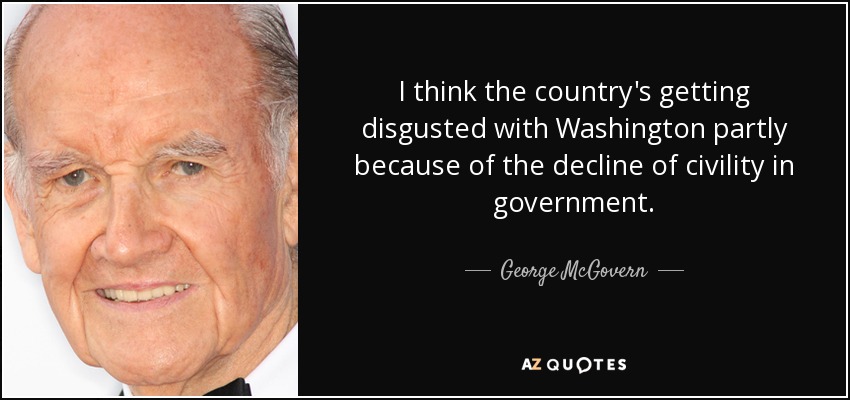 I think the country's getting
disgusted with Washington partly
because of the decline of civility in
government.
George McGovern
AZ QUOTES